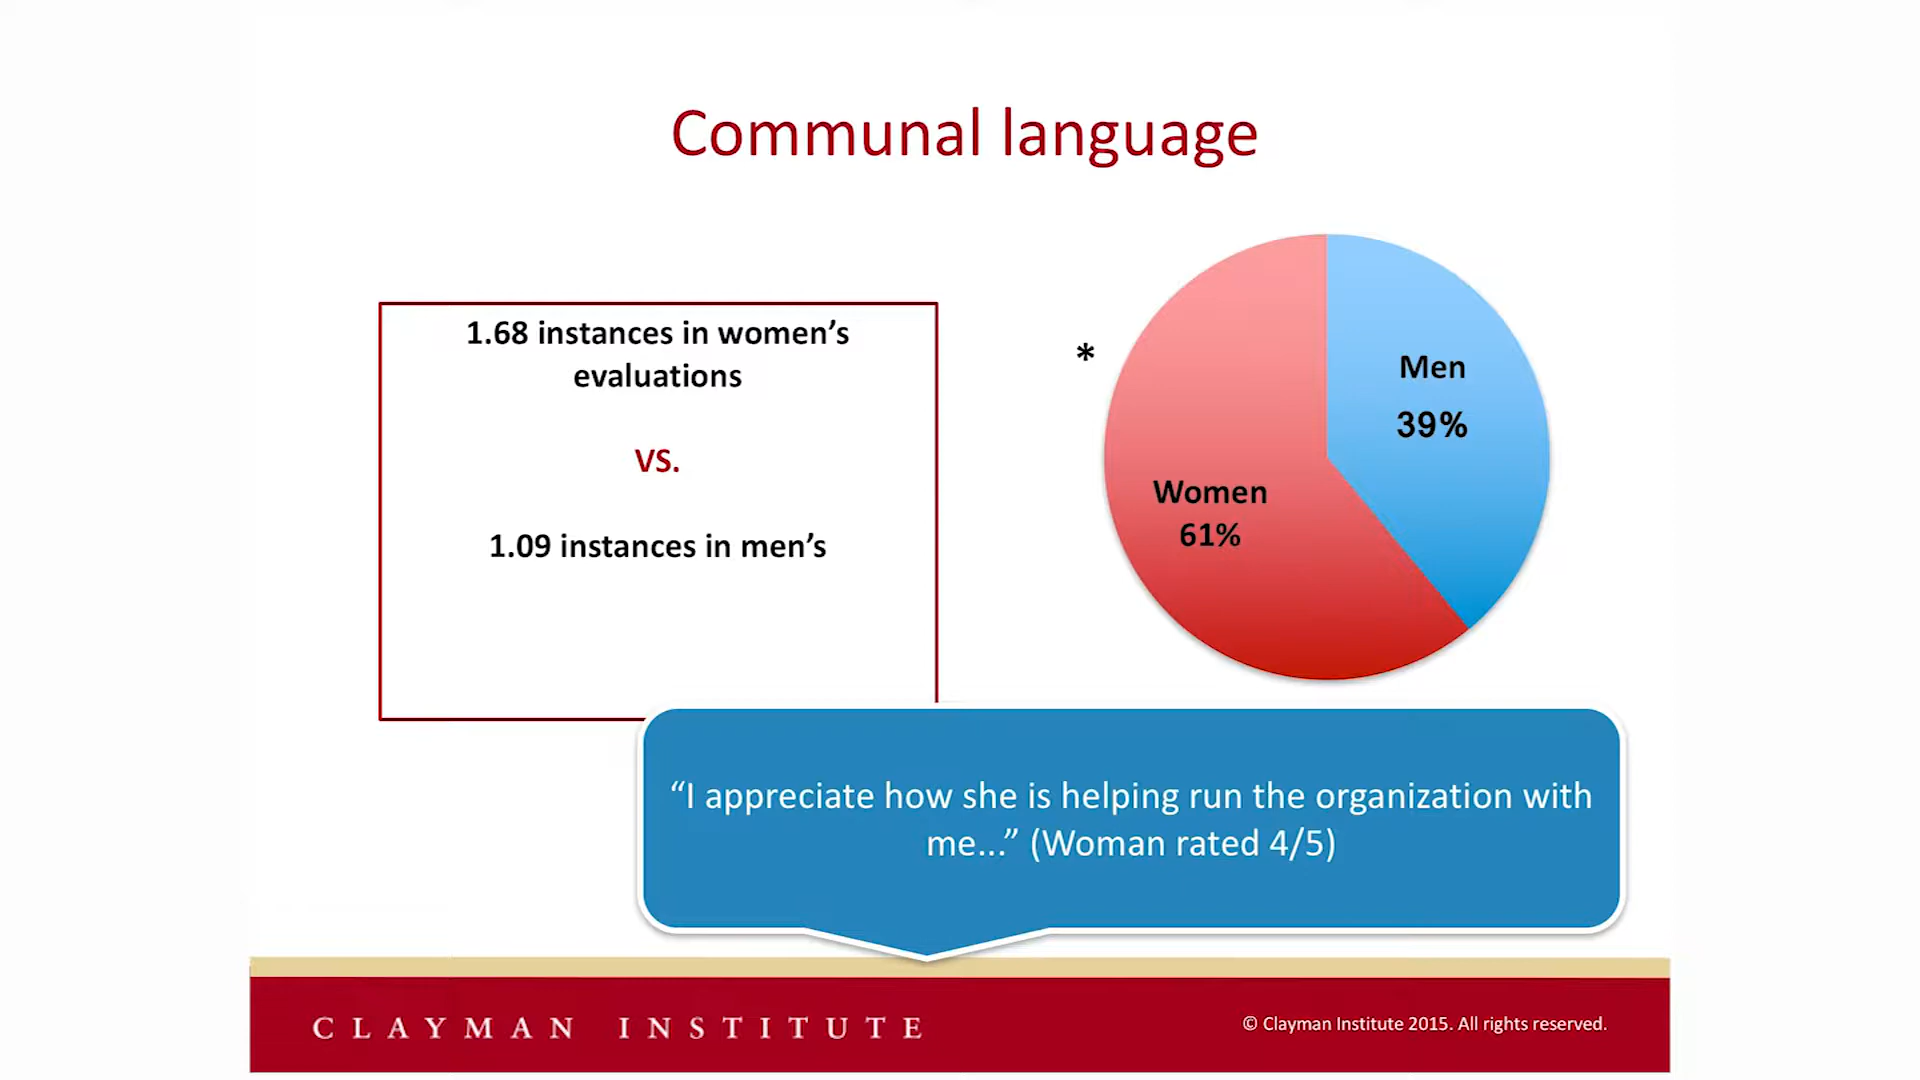 Communal language
1.68 instances in women’s
evaluations
VS.
1.09 instances in men’s
*
Men
39%
Women
61%
“I appreciate how she is helping run the organization with
me...” (Woman rated 4/5)
CLAYMAN INSTITUTE
© Clayman Institute 2015. All rights reserved.